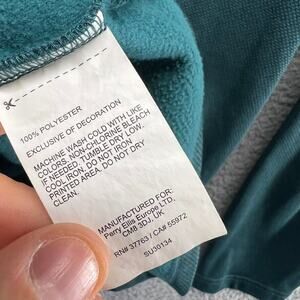 100% POLYESTER
EXCLUSIVE OF DECORATION
MACHINE WASH COLD WITH LIKE
COLORS. NON-CHLORINE BLEACH
IF NEEDED. TUMBLE DRY LOW.
COOL IRON. DO NOT IRON
PRINTED AREA. DO NOT DRY
CLEAN.
MANUFACTURED FOR:
Perry Ellis Europe LTD,
CM8 3DJ, UK
RN# 37763 / CA# 55972
SU30134